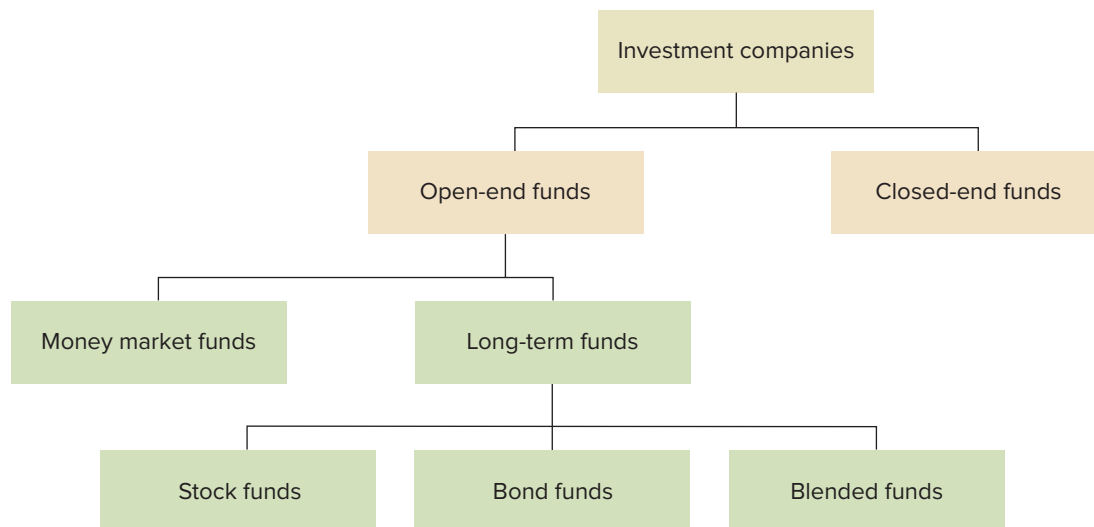 Investment companies
Open-end funds
Closed-end funds
Money market funds
Long-term funds
Stock funds
Bond funds
Blended funds